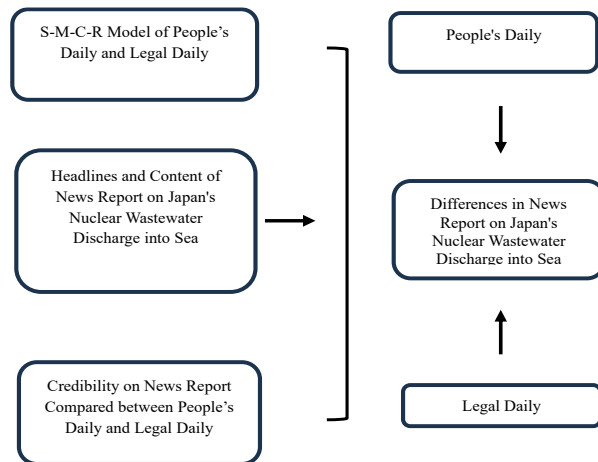 S-M-C-R Model of People’s
Daily and Legal Daily
People's Daily
Headlines and Content of
News Report on Japan's
Nuclear Wastewater
Discharge into Sea
Differences in News
Report on Japan's
Nuclear Wastewater
Discharge into Sea
Credibility on News Report
Compared between People’s
Daily and Legal Daily
Legal Daily